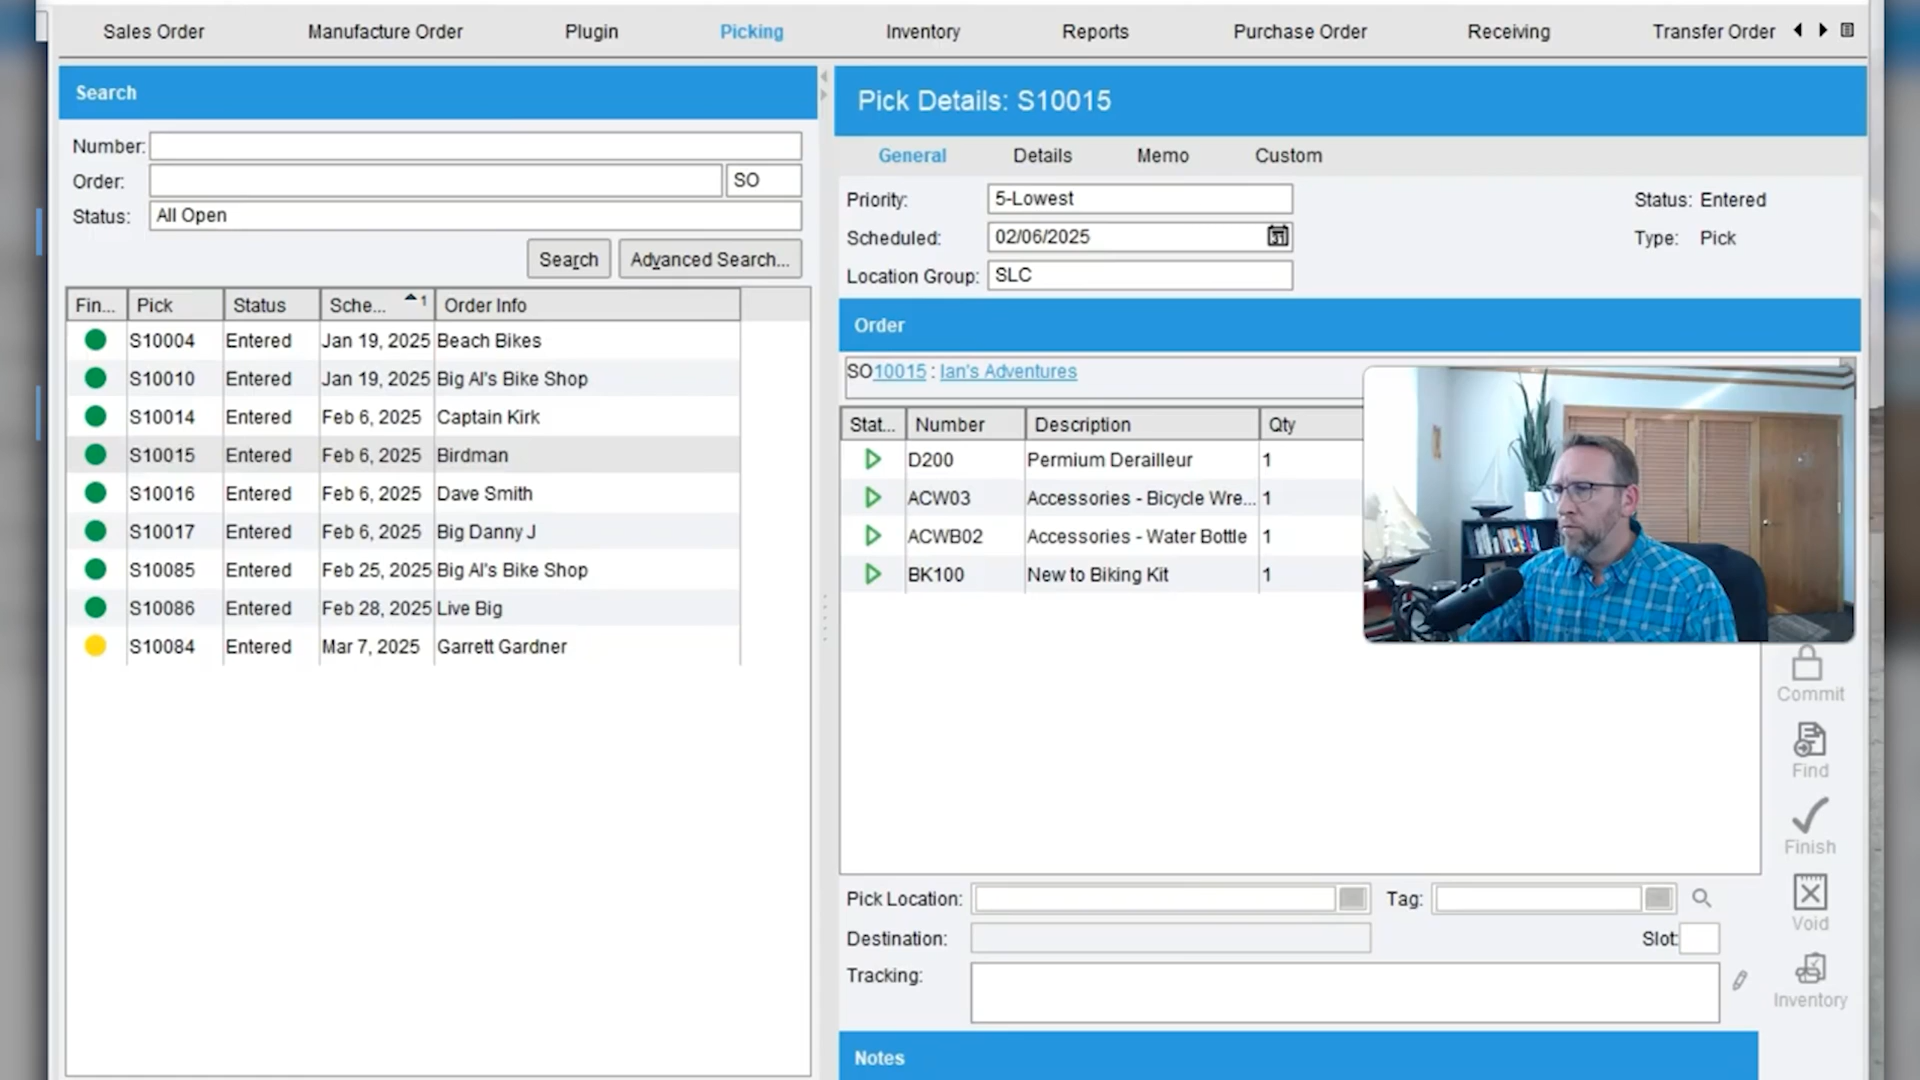 Sales Order Manufacture Order Plugin Picking Inventory Reports Purchase Order Receiving Transfer Order
Search
Number:
Order: SO
Status: All Open
Search Advanced Search...
Fin... Pick Status Sche... 1 Order Info
S10004 Entered Jan 19, 2025 Beach Bikes
S10010 Entered Jan 19, 2025 Big Al's Bike Shop
S10014 Entered Feb 6, 2025 Captain Kirk
S10015 Entered Feb 6, 2025 Birdman
S10016 Entered Feb 6, 2025 Dave Smith
S10017 Entered Feb 6, 2025 Big Danny J
S10085 Entered Feb 25, 2025 Big Al's Bike Shop
S10086 Entered Feb 28, 2025 Live Big
S10084 Entered Mar 7, 2025 Garrett Gardner
Pick Details: S10015
General Details Memo Custom
Priority: 5-Lowest Status: Entered
Scheduled: 02/06/2025 31 Type: Pick
Location Group: SLC
Order
SO10015 : Ian's Adventures
Stat... Number Description Qty
D200 Permium Derailleur 1
ACW03 Accessories - Bicycle Wre... 1
ACWB02 Accessories - Water Bottle 1
BK100 New to Biking Kit 1
Commit
Find
Finish
Void
Inventory
Pick Location: Tag:
Destination: Slot:
Tracking:
Notes